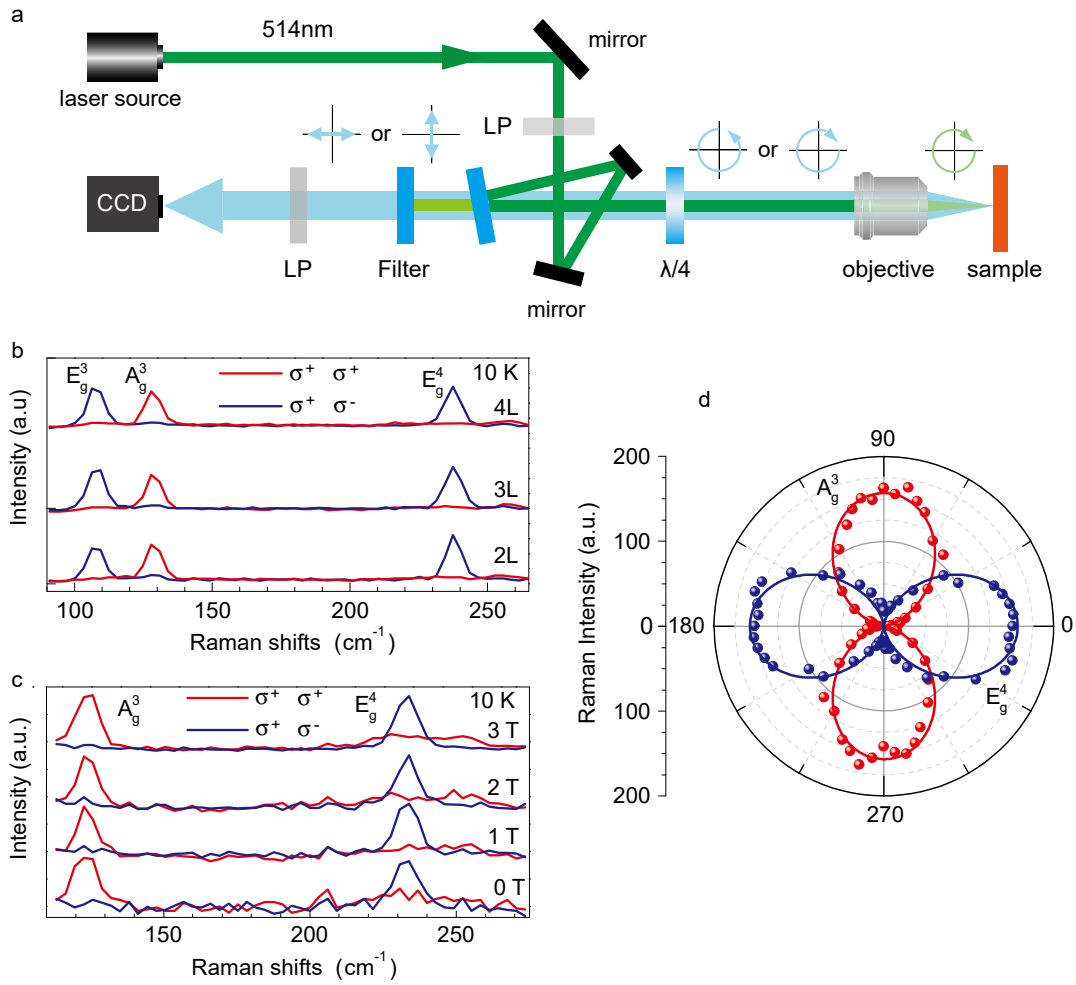 a
514nm
mirror
laser source
LP
or
or
CCD
LP
Filter
mirror
λ/4
objective
sample
b
E³g A³g σ⁺ σ⁺ E⁴g 10 K
σ⁺ σ⁻ 4L
3L
2L
Intensity (a.u)
100 150 200 250
Raman shifts (cm⁻¹)
c
A³g σ⁺ σ⁺ E⁴g 10 K
σ⁺ σ⁻ 3 T
2 T
1 T
0 T
Intensity (a.u.)
150 200 250
Raman shifts (cm⁻¹)
d
90
200
A³g
100
0 180 0
100
E⁴g
200
270
Raman Intensity (a.u.)